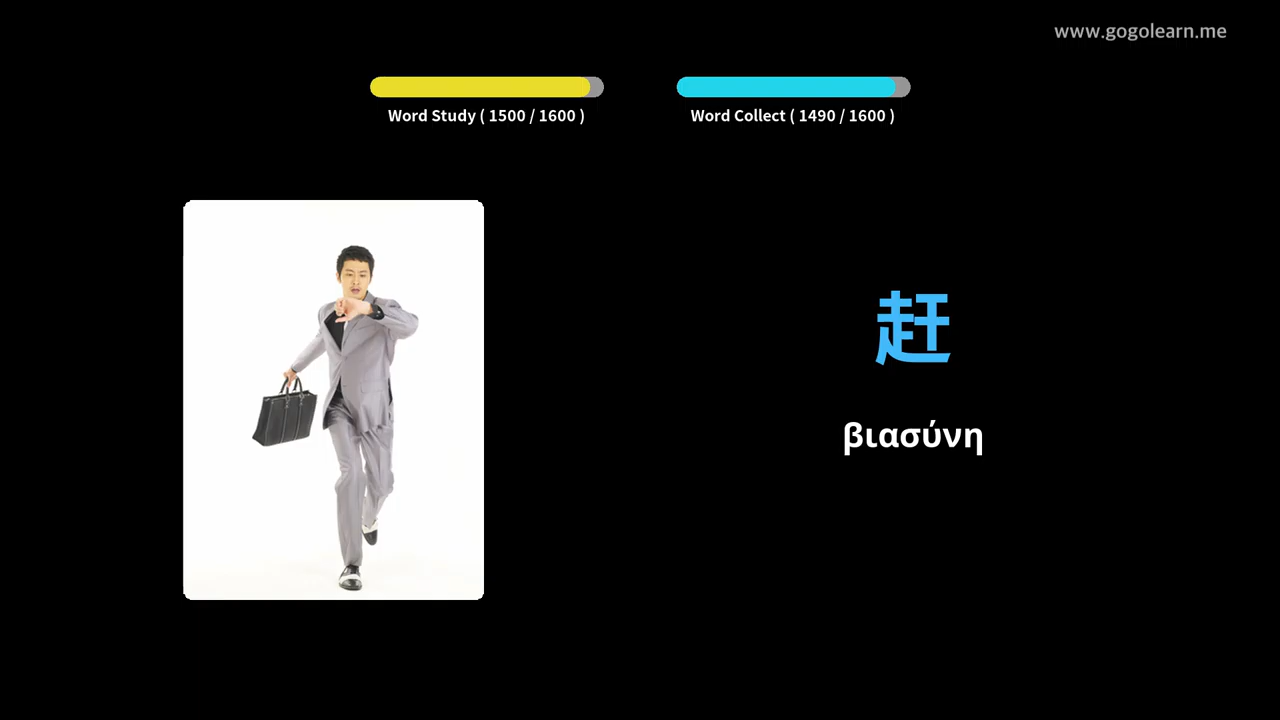 www.gogolearn.me
Word Study ( 1500 / 1600 )
Word Collect ( 1490 / 1600 )
赶
βιασύνη